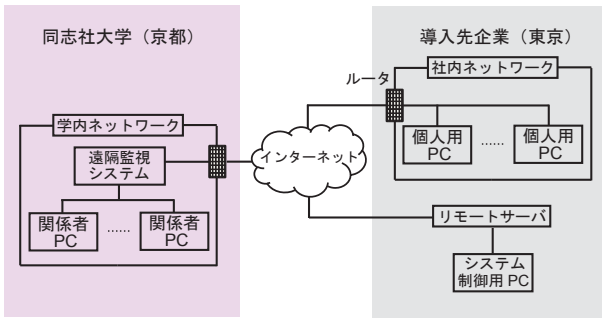 同志社大学（京都）
学内ネットワーク
遠隔監視
システム
関係者
PC
......
関係者
PC
インターネット
導入先企業（東京）
ルータ
社内ネットワーク
個人用
PC
......
個人用
PC
リモートサーバ
システム
制御用 PC